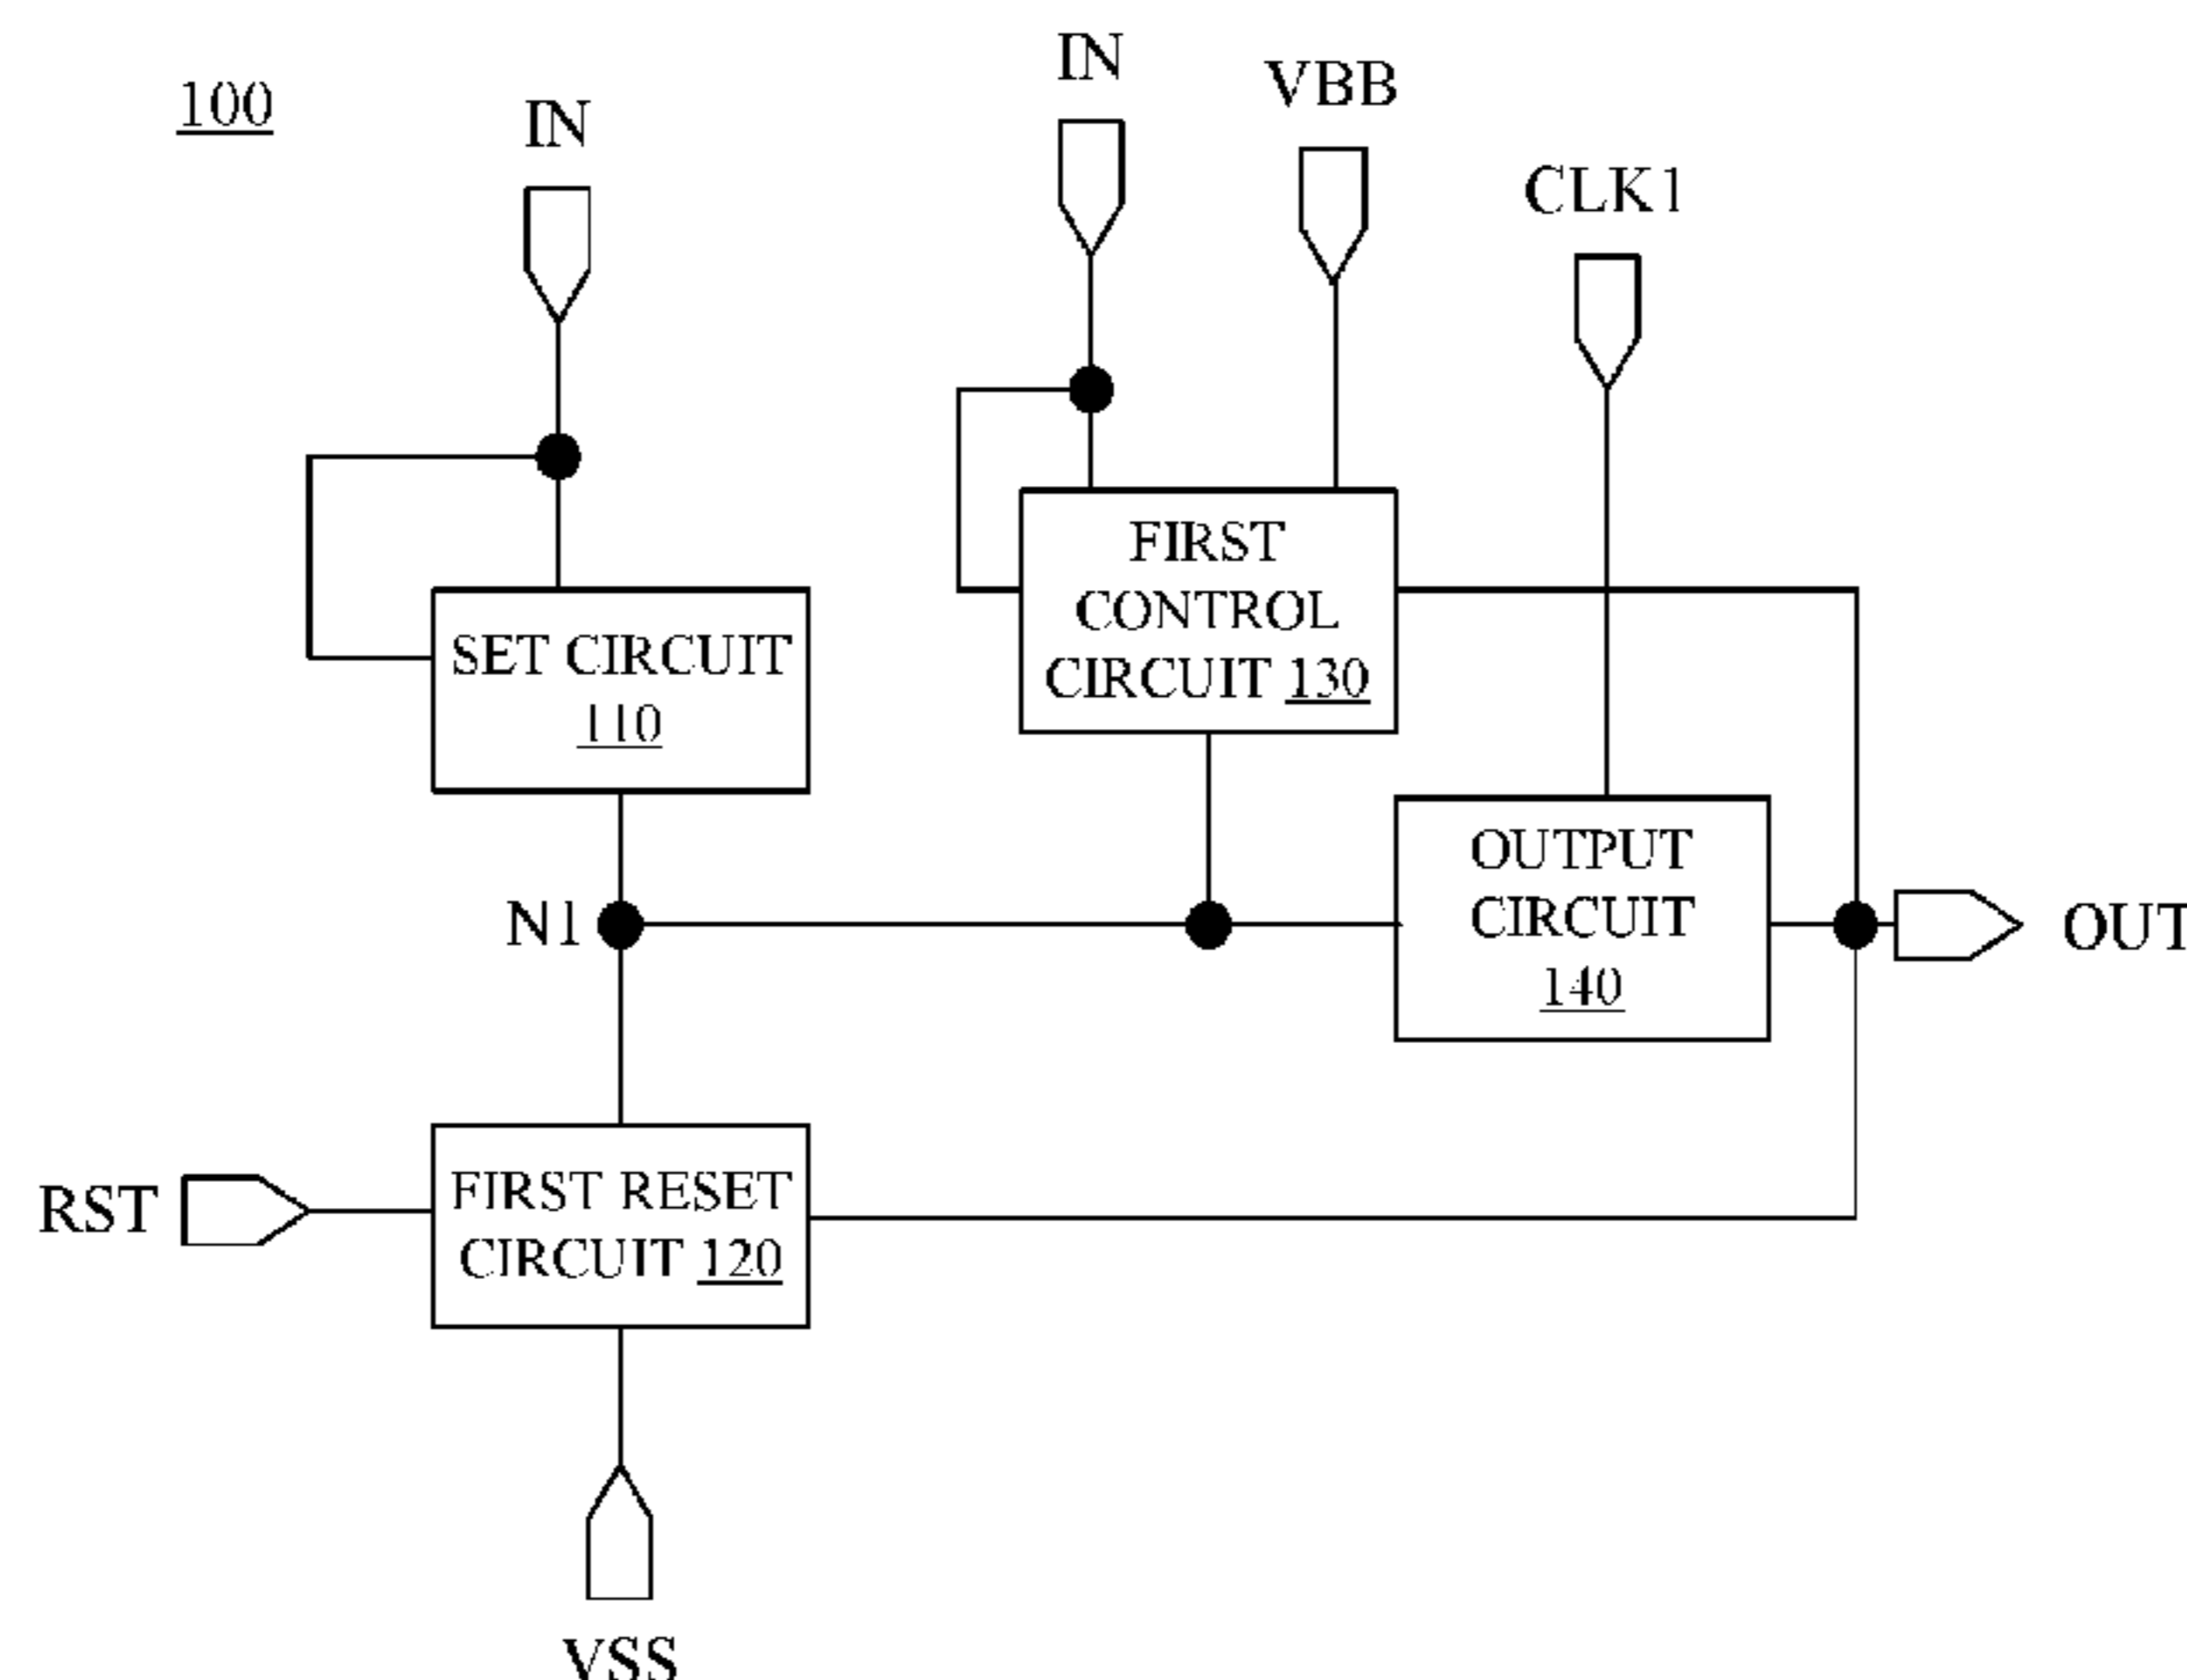 100
IN
IN
VBB
CLK1
SET CIRCUIT
110
FIRST
CONTROL
CIRCUIT 130
OUTPUT
CIRCUIT
140
N1
OUT
RST
FIRST RESET
CIRCUIT 120
VSS